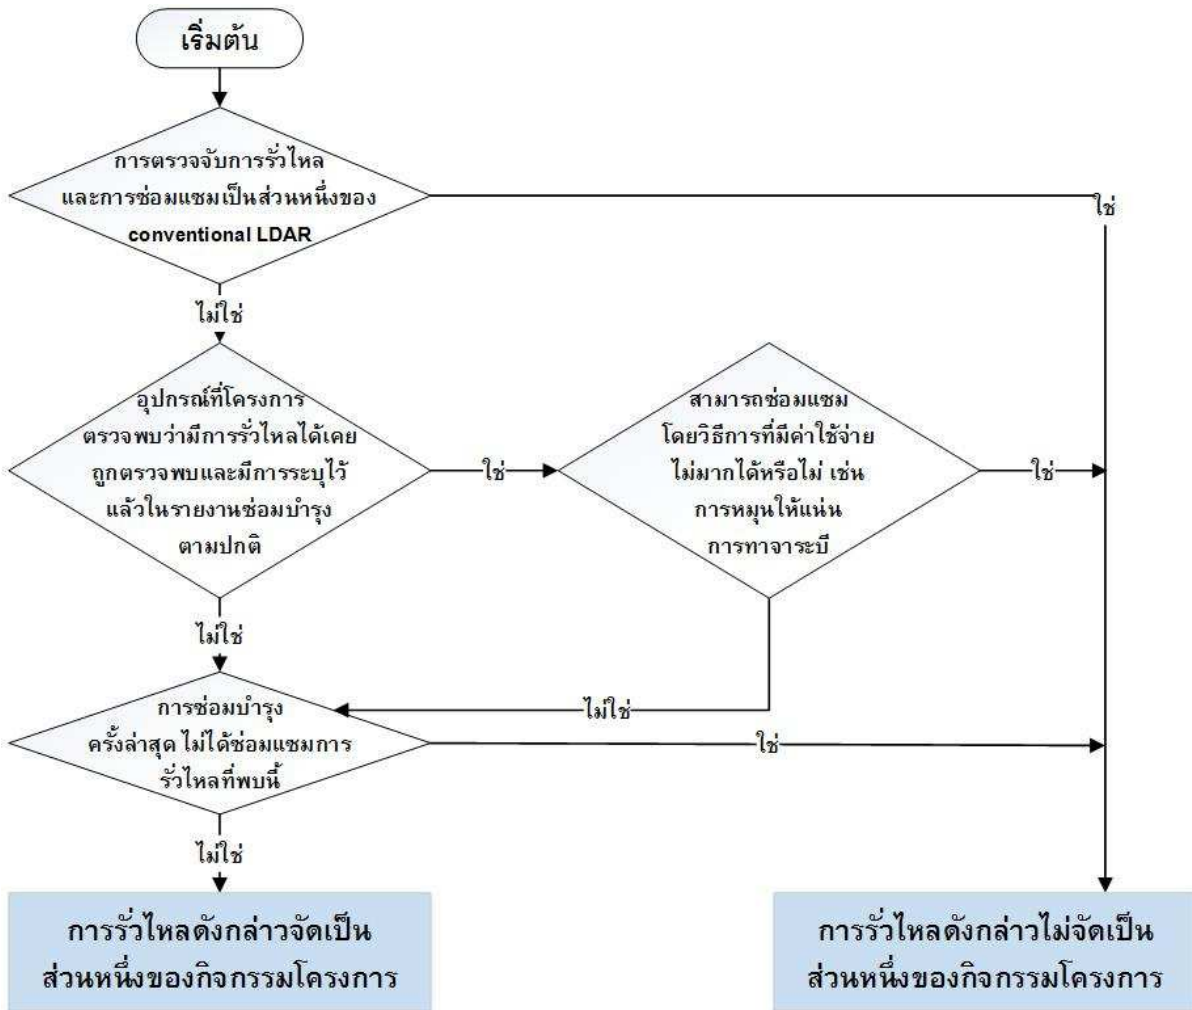 เริ่มต้น
การตรวจจับการรั่วไหล
และการซ่อมแซมเป็นส่วนหนึ่งของ
conventional LDAR
ใช่
ไม่ใช่
อุปกรณ์ที่โครงการ
ตรวจพบว่ามีการรั่วไหลได้เคย
ถูกตรวจพบและมีการระบุไว้
แล้วในรายงานซ่อมบำรุง
ตามปกติ
ใช่
สามารถซ่อมแซม
โดยวิธีการที่มีค่าใช้จ่าย
ไม่มากได้หรือไม่ เช่น
การหมุนให้แน่น
การทาจาระบี
ใช่
ไม่ใช่
ไม่ใช่
การซ่อมบำรุง
ครั้งล่าสุด ไม่ได้ซ่อมแซมการ
รั่วไหลที่พบนี้
ใช่
ไม่ใช่
การรั่วไหลดังกล่าวจัดเป็น
ส่วนหนึ่งของกิจกรรมโครงการ
การรั่วไหลดังกล่าวไม่จัดเป็น
ส่วนหนึ่งของกิจกรรมโครงการ